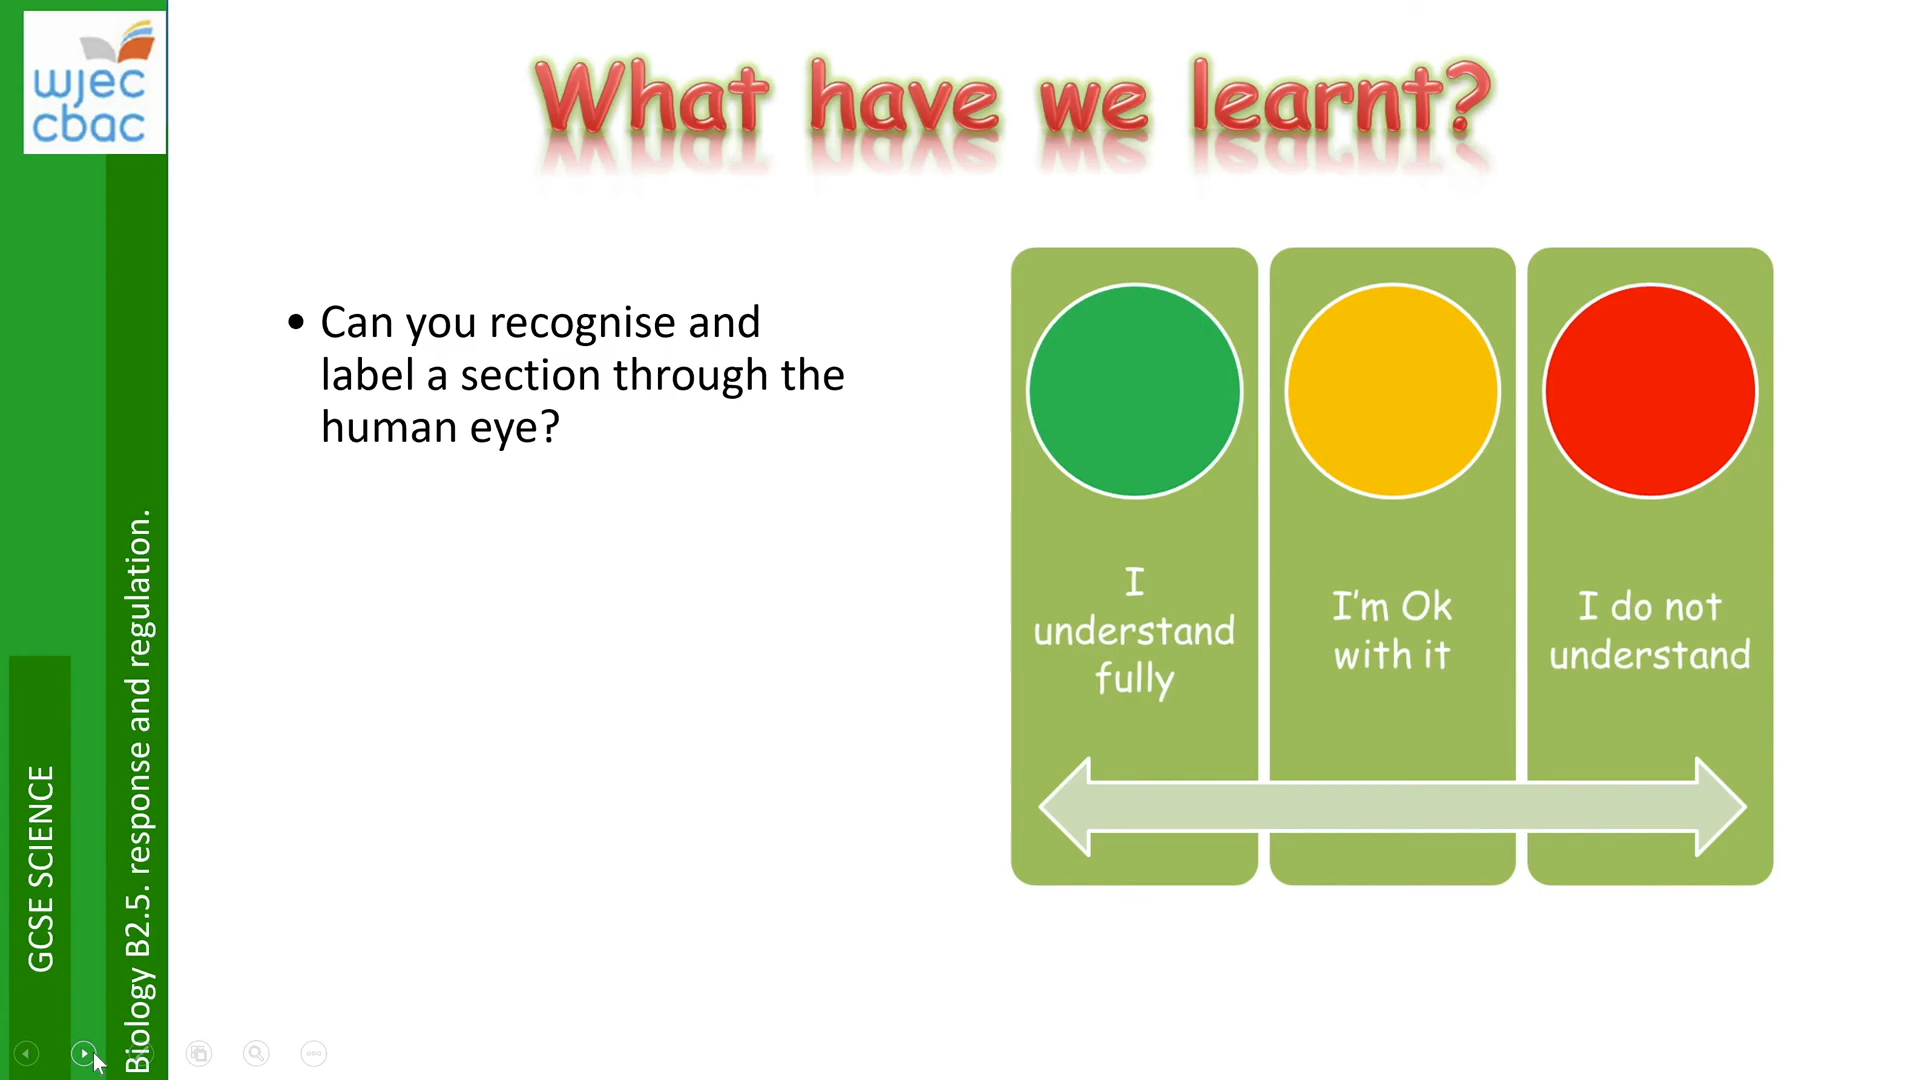 wjec
cbac
GCSE SCIENCE
Biology B2.5. response and regulation.
What have we learnt?
• Can you recognise and
label a section through the
human eye?
I
understand
fully
I'm Ok
with it
I do not
understand